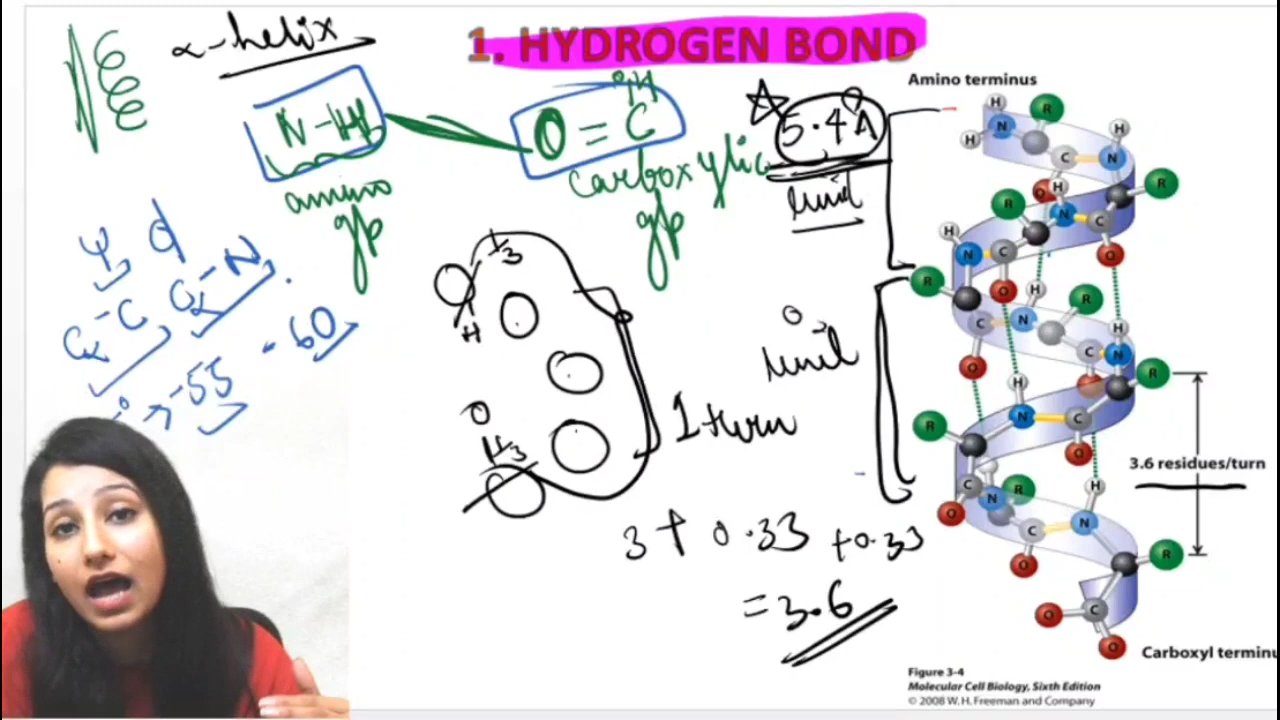 α-helix
1. HYDROGEN BOND
N-H
O = C
OH
amino
gp
carboxylic
gp
5.4Å
unit
ψ ϕ
Cα-C Cα-N
-55 -60
1/3
H
1/3
1 turn
unit
3 + 0.33 +0.33
= 3.6
Amino terminus
H
R
H
N
H
C
N
O
H
R
R
N
C
H
N
C
O
R
O
H
R
C
N
C
N
H
O
O
R
H
N
C
R
O
H
C
N
R
O
C
N
H
O
R
C
O
O
3.6 residues/turn
Carboxyl terminu
Figure 3-4
Molecular Cell Biology, Sixth Edition
© 2008 W. H. Freeman and Company